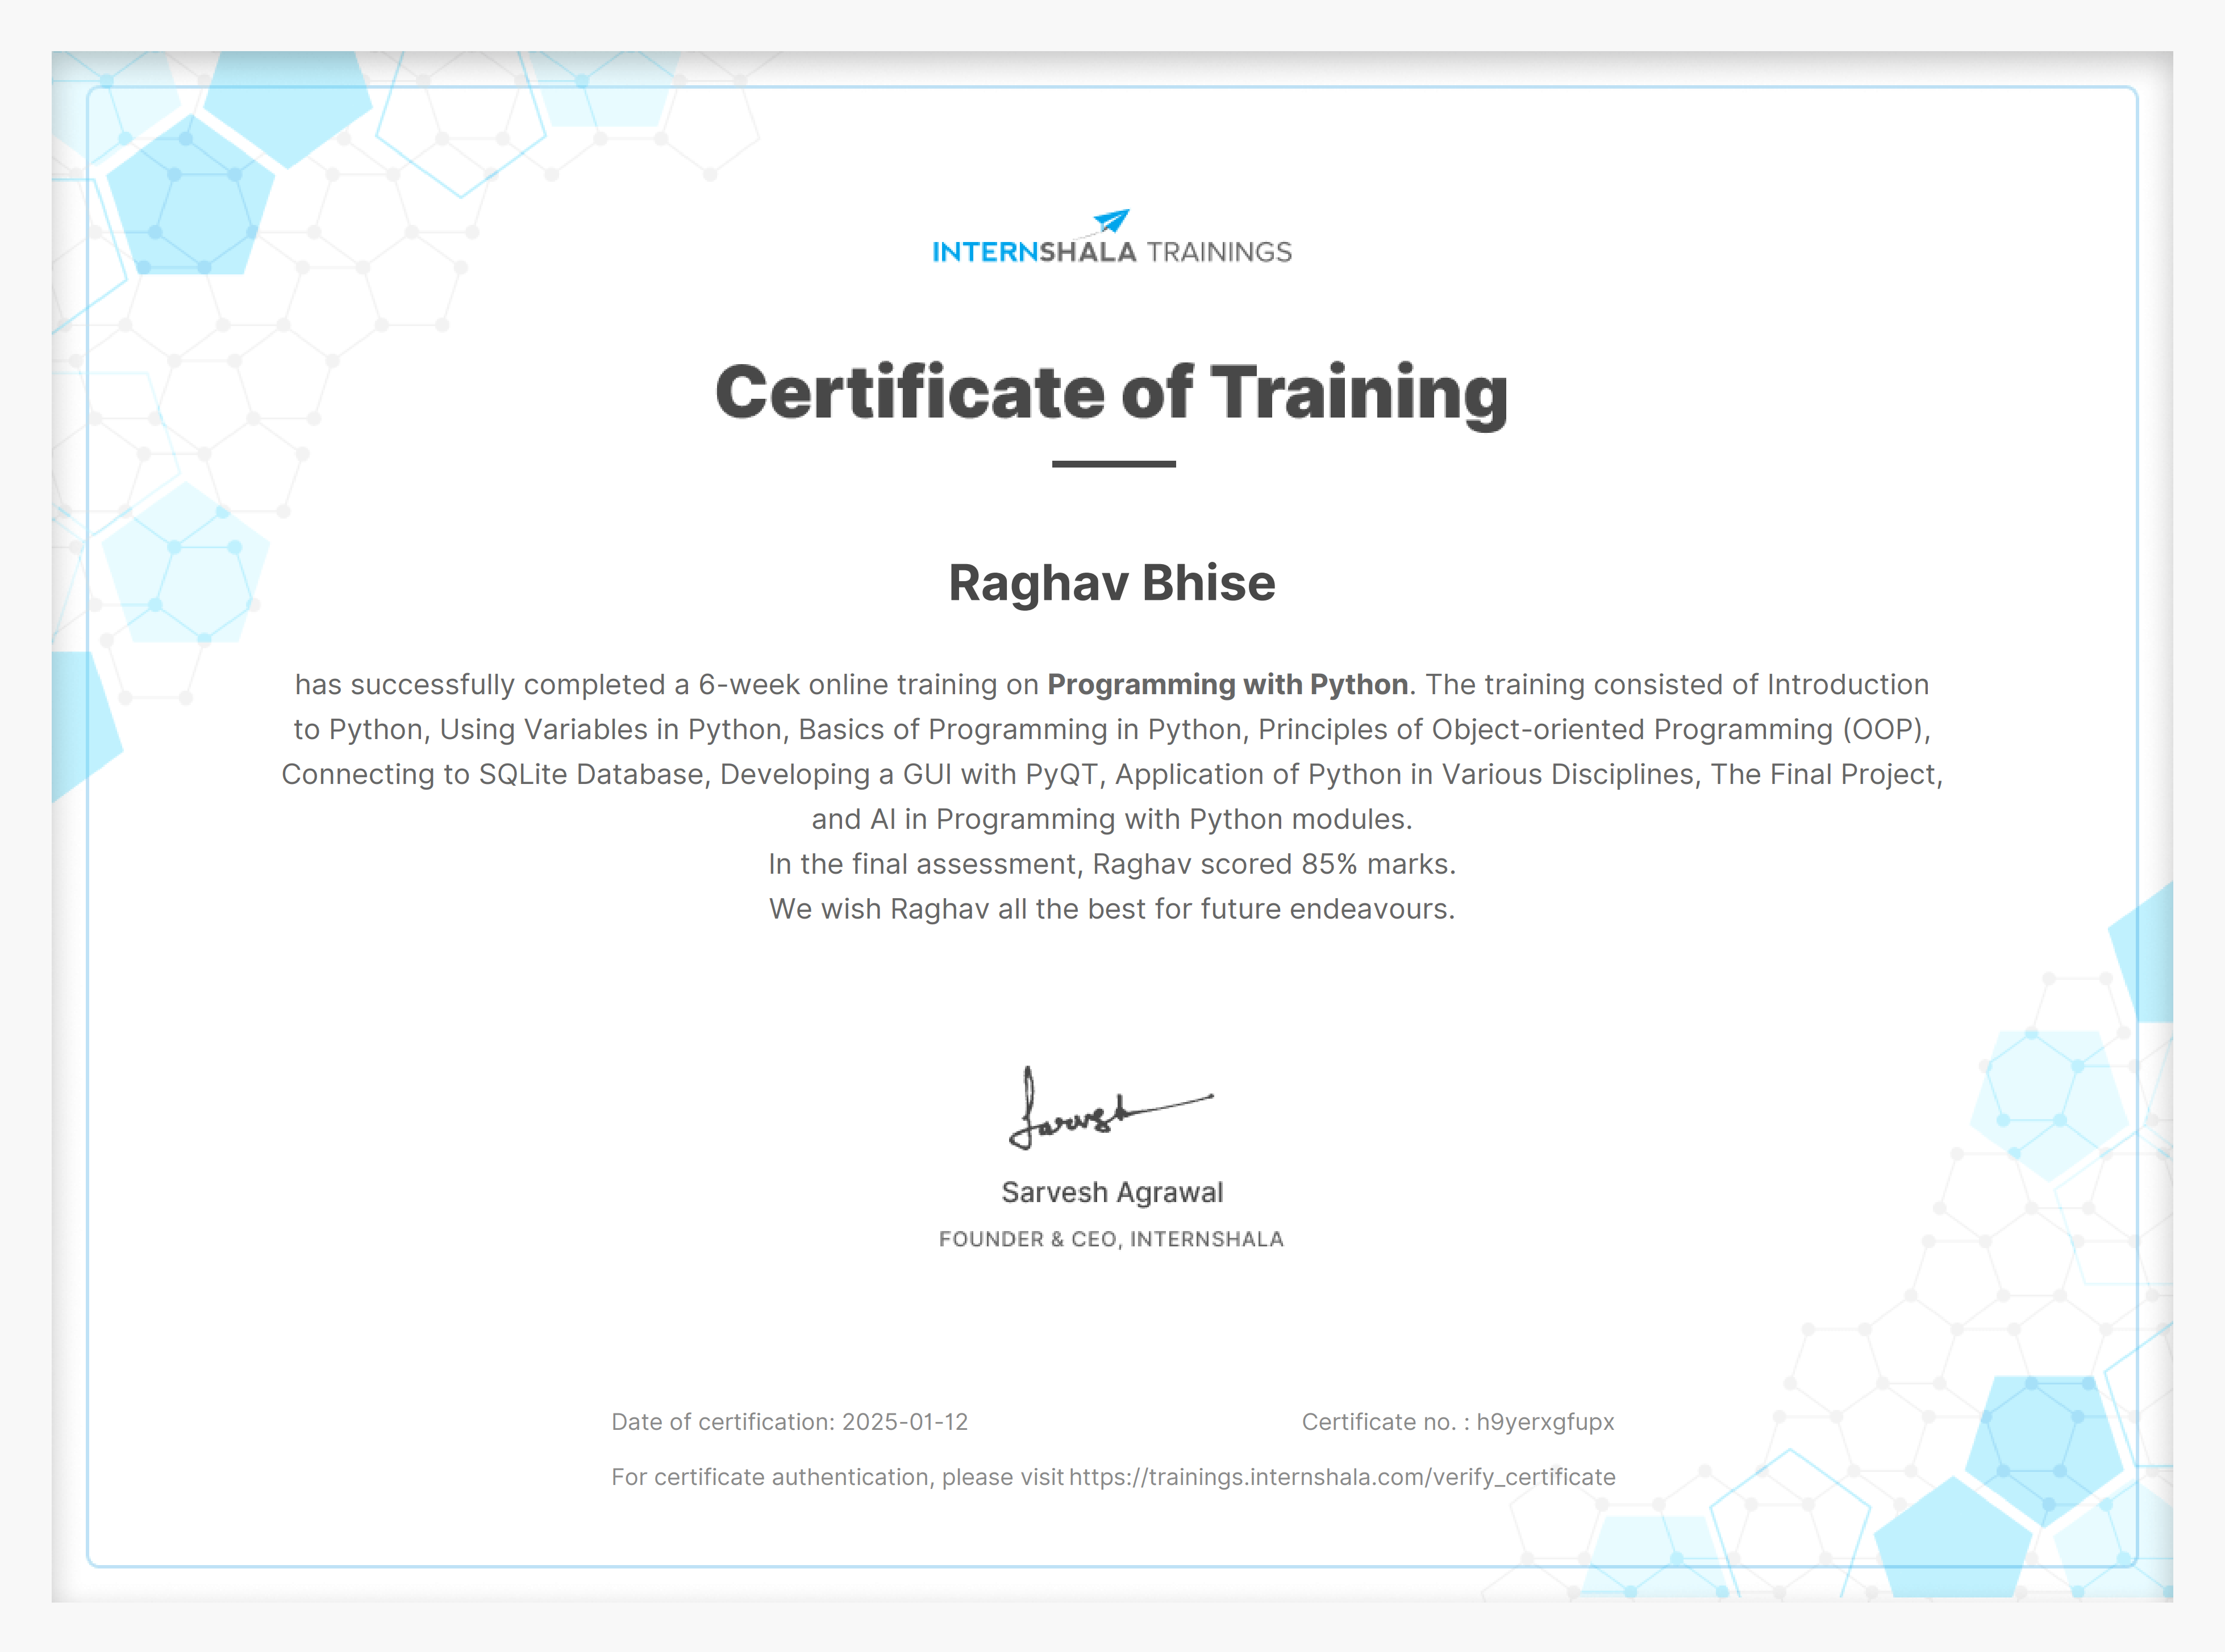 INTERNSHALA TRAININGS
Certificate of Training
Raghav Bhise
has successfully completed a 6-week online training on Programming with Python. The training consisted of Introduction
to Python, Using Variables in Python, Basics of Programming in Python, Principles of Object-oriented Programming (OOP),
Connecting to SQLite Database, Developing a GUI with PyQT, Application of Python in Various Disciplines, The Final Project,
and AI in Programming with Python modules.
In the final assessment, Raghav scored 85% marks.
We wish Raghav all the best for future endeavours.
Sarvesh
Sarvesh Agrawal
FOUNDER & CEO, INTERNSHALA
Date of certification: 2025-01-12
Certificate no. : h9yerxgfupx
For certificate authentication, please visit https://trainings.internshala.com/verify_certificate